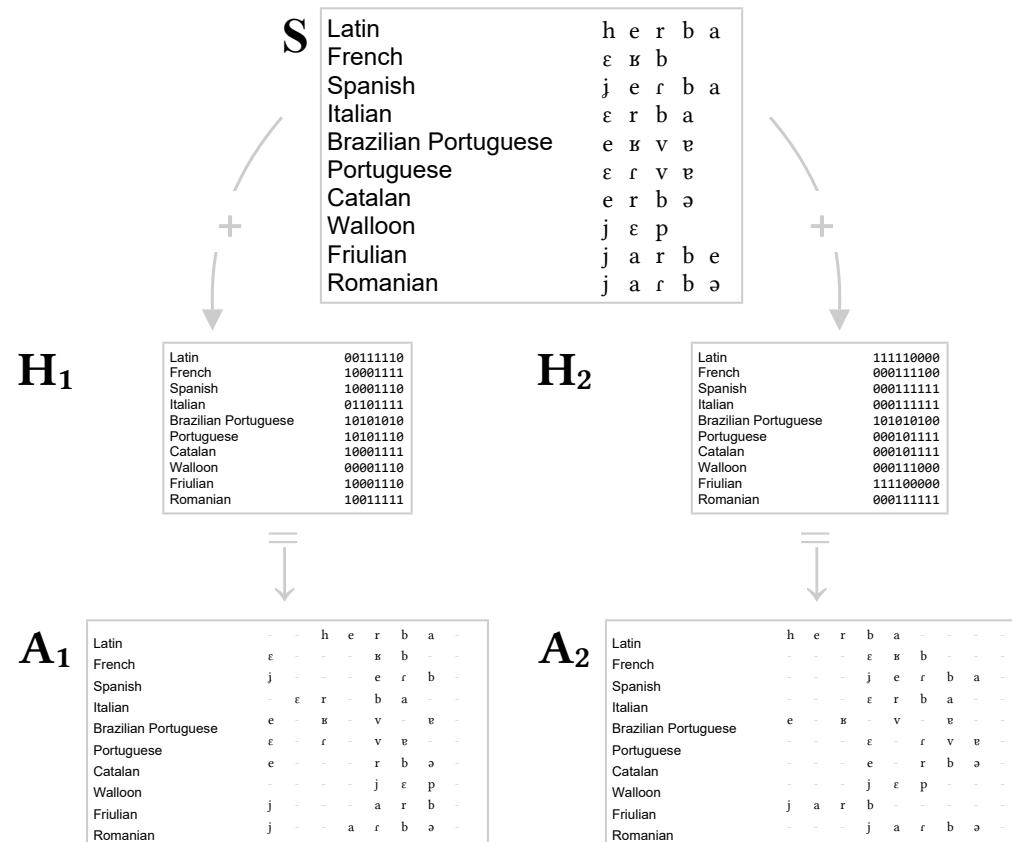 S
Latin h e r b a
French ɛ ʁ b
Spanish ʝ e ɾ b a
Italian ɛ r b a
Brazilian Portuguese e ʁ v ɐ
Portuguese ɛ ɾ v ɐ
Catalan e r b ə
Walloon j ɛ p
Friulian j a r b e
Romanian j a ɾ b ə
+
+
H1
Latin 00111110
French 10001111
Spanish 10001110
Italian 01101111
Brazilian Portuguese 10101010
Portuguese 10101110
Catalan 10001111
Walloon 00001110
Friulian 10001110
Romanian 10011111
H2
Latin 111110000
French 000111100
Spanish 000111111
Italian 000111111
Brazilian Portuguese 101010100
Portuguese 000101111
Catalan 000101111
Walloon 000111000
Friulian 111100000
Romanian 000111111
A1
Latin - - h e r b a -
French ɛ - - - ʁ b - -
Spanish ʝ - - - e ɾ b -
Italian - ɛ r - b a - -
Brazilian Portuguese e - ʁ - v - ɐ -
Portuguese ɛ - ɾ - v ɐ - -
Catalan e - - - r b ə -
Walloon - - - - j ɛ p -
Friulian j - - - a r b -
Romanian j - - a ɾ b ə -
A2
Latin h e r b a - - - -
French - - - ɛ ʁ b - - -
Spanish - - - ʝ e ɾ b a -
Italian - - - ɛ r b a - -
Brazilian Portuguese e - ʁ - v - ɐ - -
Portuguese - - - ɛ - ɾ v ɐ -
Catalan - - - e - r b ə -
Walloon - - - j ɛ p - - -
Friulian j a r b - - - - -
Romanian - - - j a ɾ b ə -